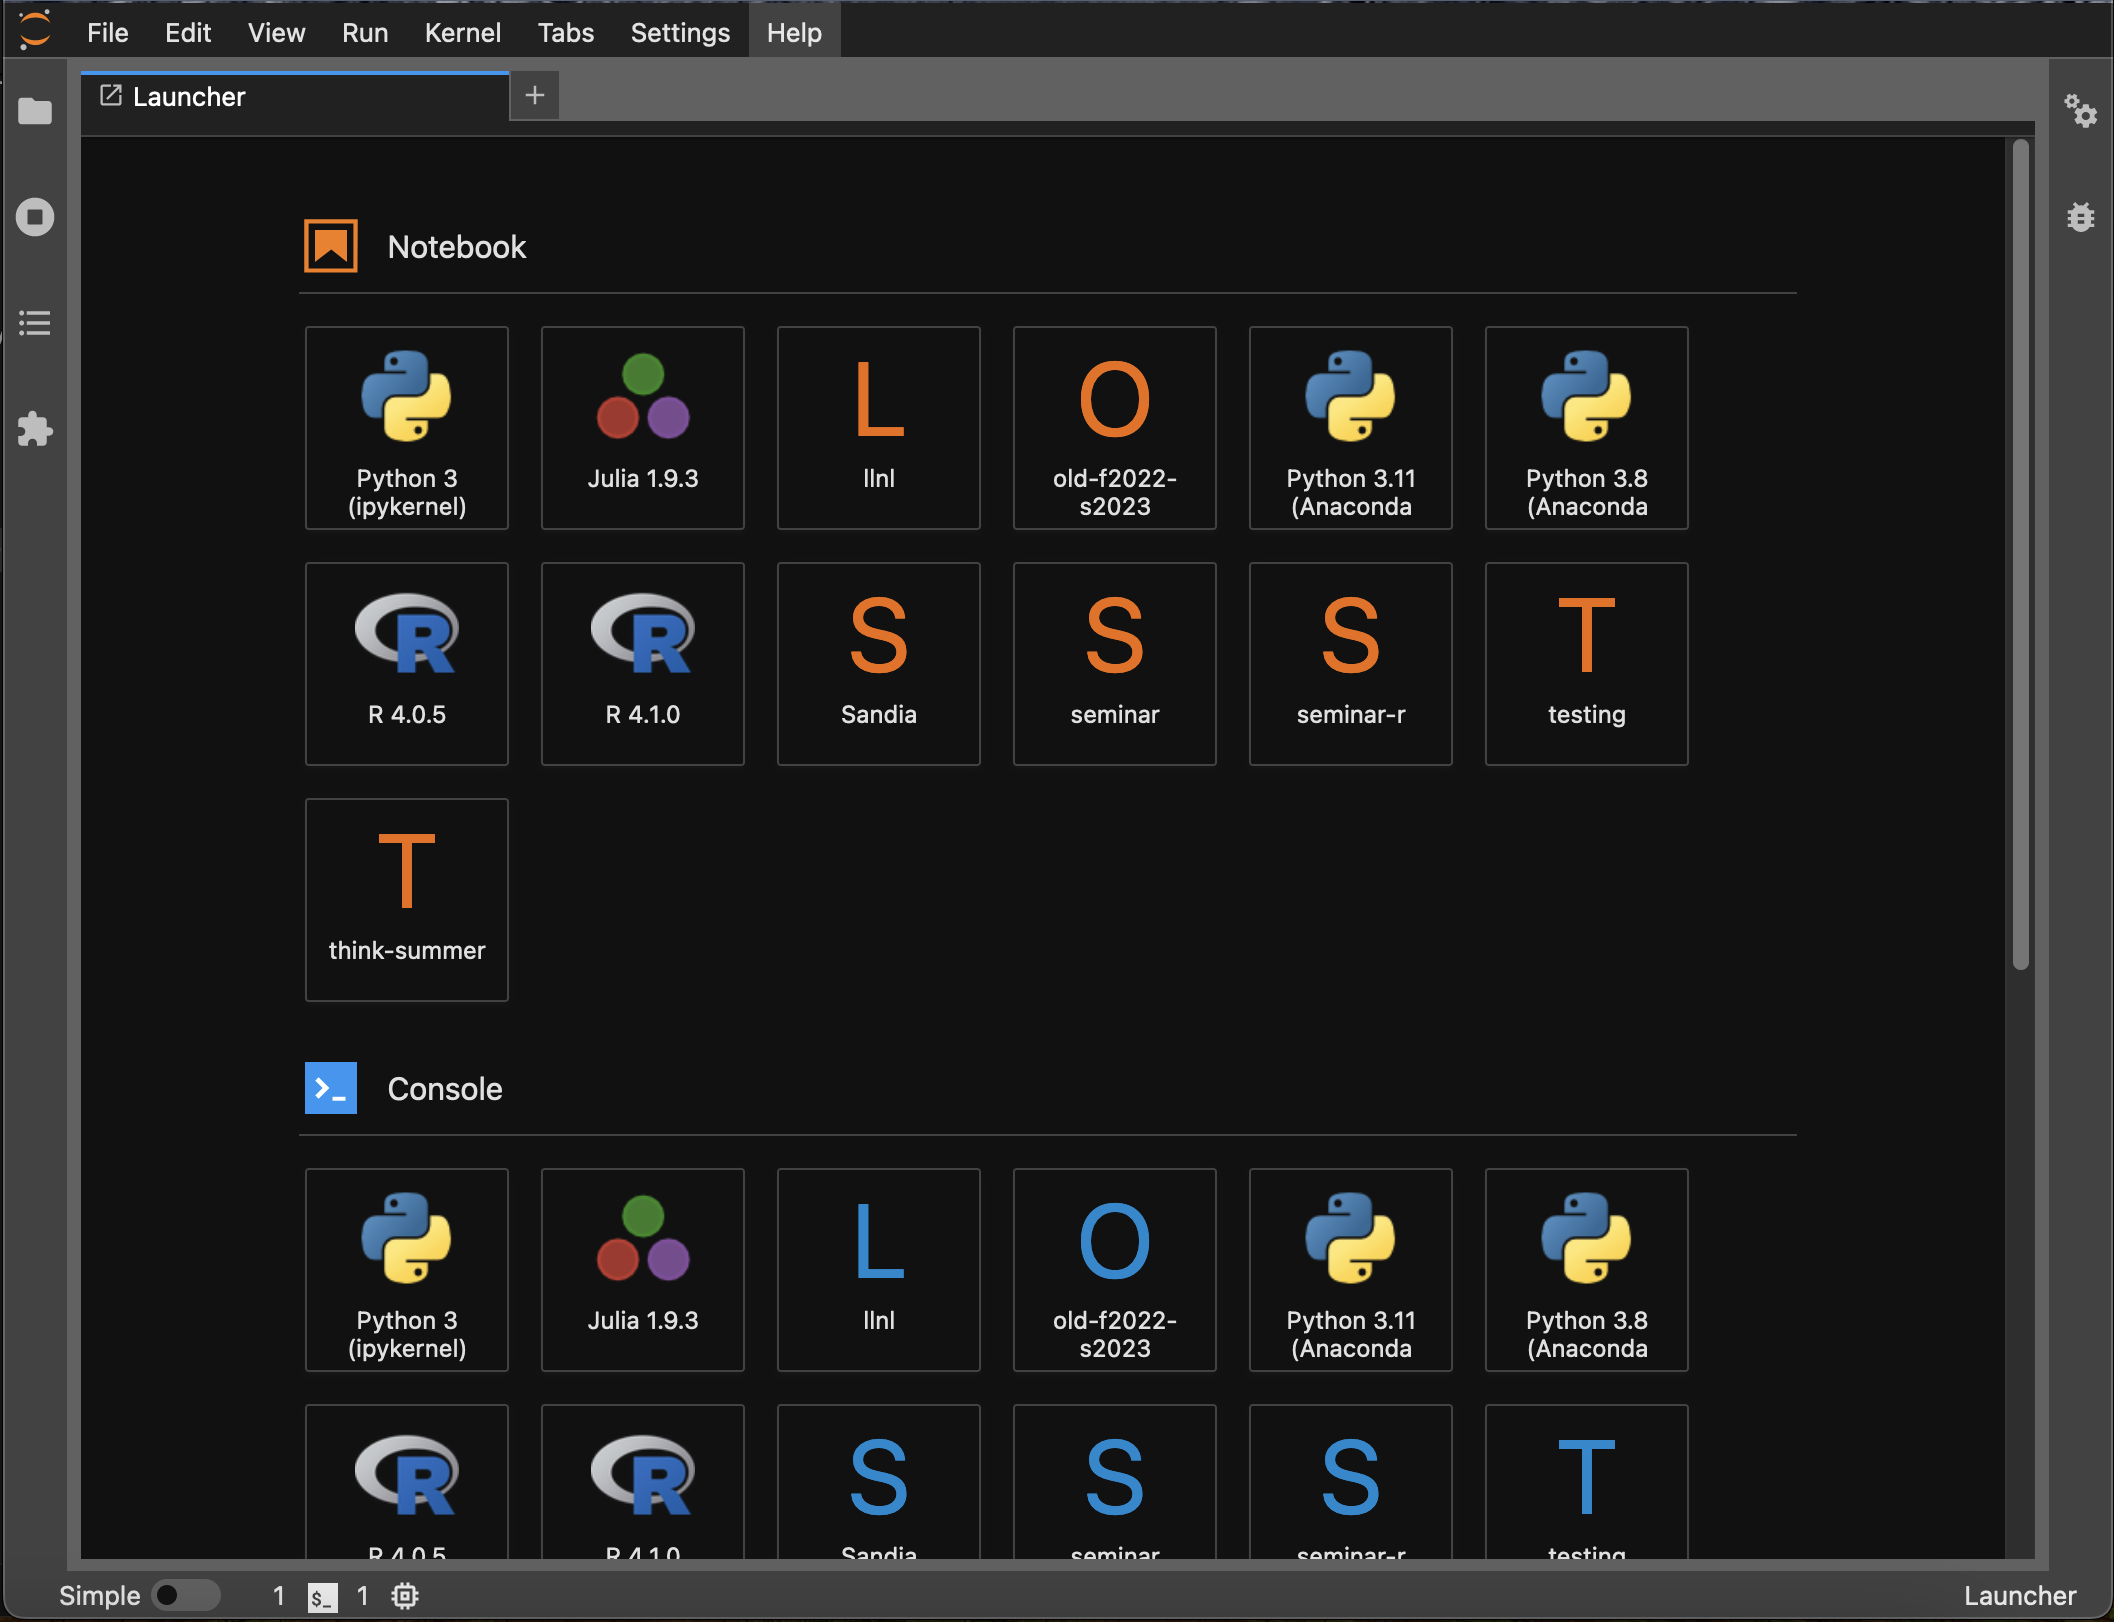 File Edit View Run Kernel Tabs Settings Help
Launcher
Notebook
Python 3 (ipykernel)
Julia 1.9.3
llnl
old-f2022-s2023
Python 3.11 (Anaconda
Python 3.8 (Anaconda
R 4.0.5
R 4.1.0
S Sandia
S seminar
S seminar-r
T testing
T think-summer
Console
Python 3 (ipykernel)
Julia 1.9.3
L llnl
O old-f2022-s2023
Python 3.11 (Anaconda
Python 3.8 (Anaconda
R 4.0.5
R 4.1.0
S Sandia
S seminar
S seminar-r
T testing
Simple 1 $_ 1 Launcher